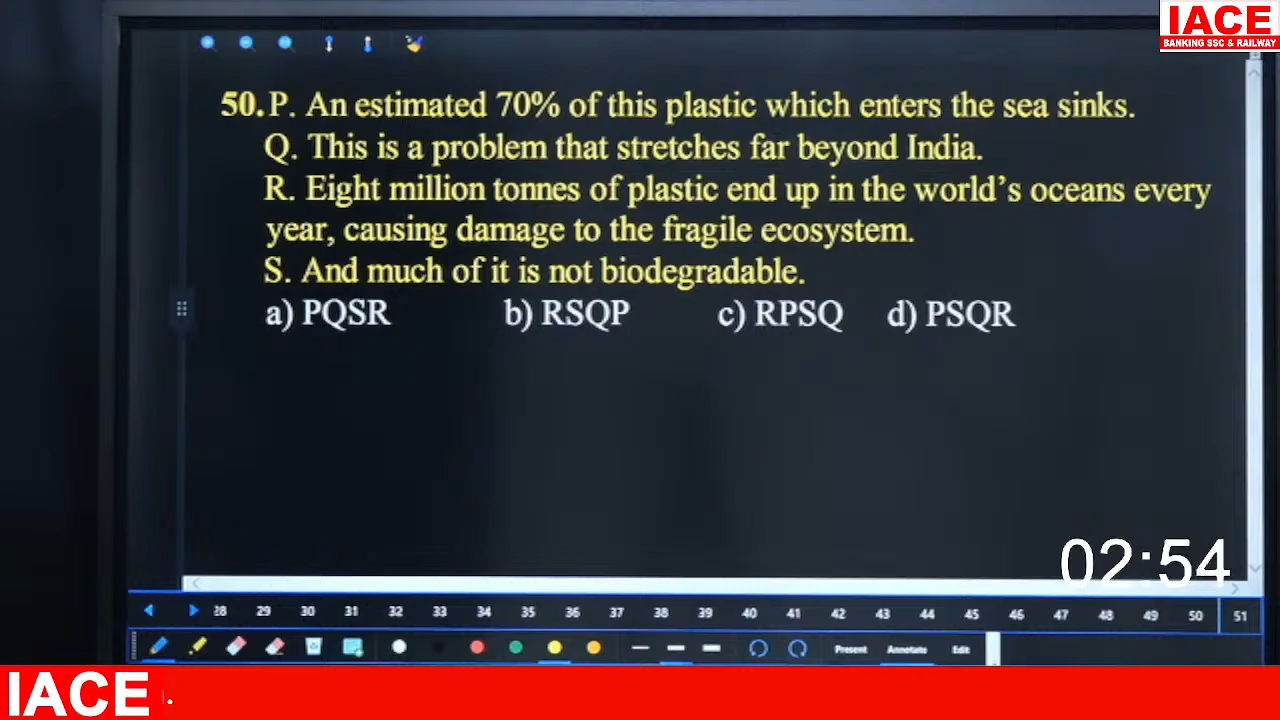 IACE
BANKING SSC & RAILWAY
50. P. An estimated 70% of this plastic which enters the sea sinks.
Q. This is a problem that stretches far beyond India.
R. Eight million tonnes of plastic end up in the world's oceans every
year, causing damage to the fragile ecosystem.
S. And much of it is not biodegradable.
a) PQSR b) RSQP c) RPSQ d) PSQR
02:54
28 29 30 31 32 33 34 35 36 37 38 39 40 41 42 43 44 45 46 47 48 49 50 51
Present Annotate Edit
IACE